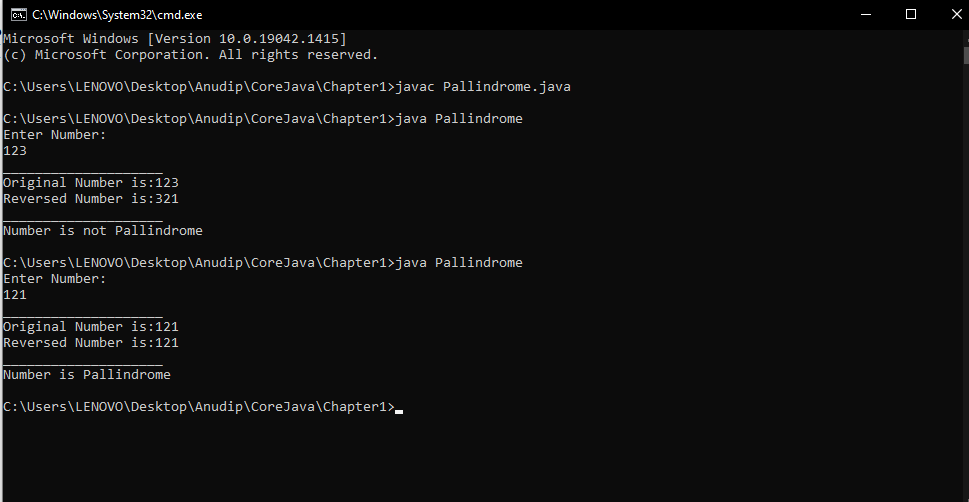 C:\Windows\System32\cmd.exe
Microsoft Windows [Version 10.0.19042.1415]
(c) Microsoft Corporation. All rights reserved.
C:\Users\LENOVO\Desktop\Anudip\CoreJava\Chapter1>javac Pallindrome.java
C:\Users\LENOVO\Desktop\Anudip\CoreJava\Chapter1>java Pallindrome
Enter Number:
123
____________________
Original Number is:123
Reversed Number is:321
____________________
Number is not Pallindrome
C:\Users\LENOVO\Desktop\Anudip\CoreJava\Chapter1>java Pallindrome
Enter Number:
121
____________________
Original Number is:121
Reversed Number is:121
____________________
Number is Pallindrome
C:\Users\LENOVO\Desktop\Anudip\CoreJava\Chapter1>